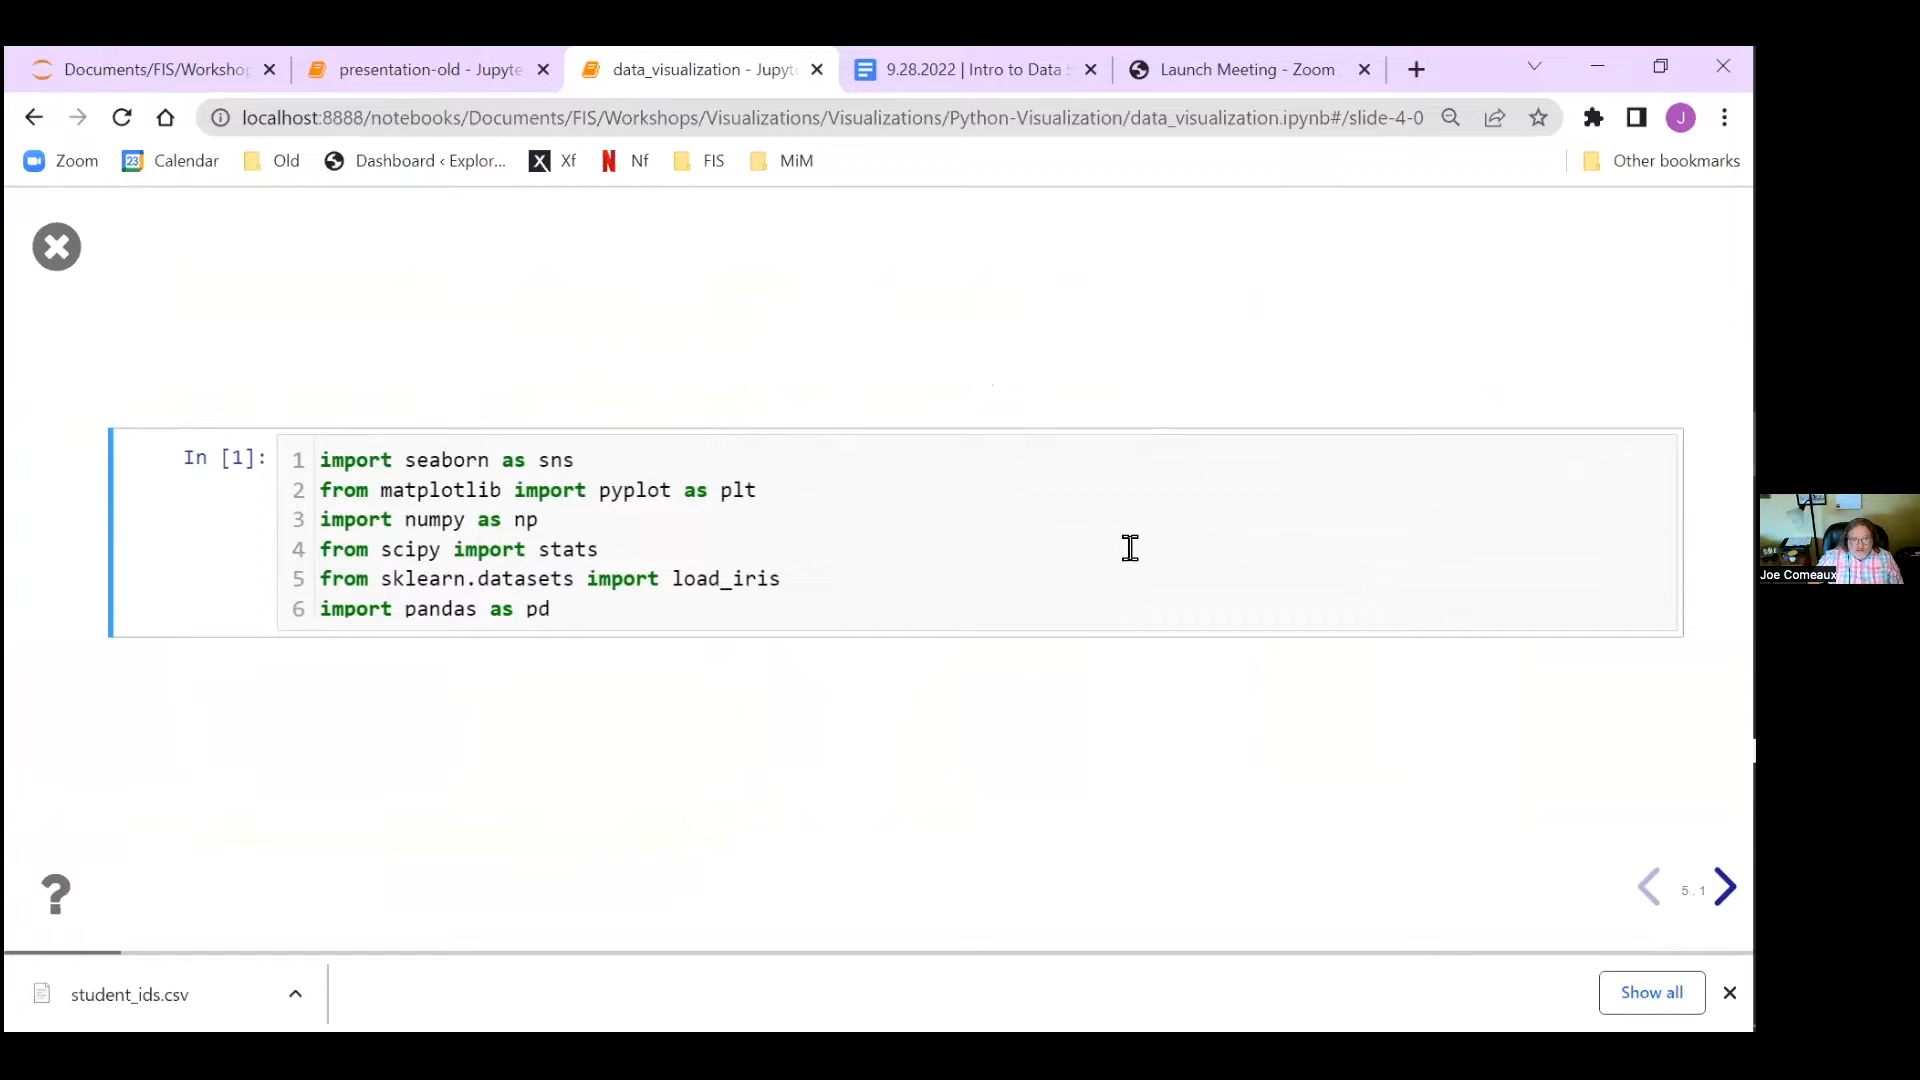 Documents/FIS/Workshop
presentation-old - Jupyte
data_visualization - Jupyt
9.28.2022 | Intro to Data S
Launch Meeting - Zoom
localhost:8888/notebooks/Documents/FIS/Workshops/Visualizations/Visualizations/Python-Visualization/data_visualization.ipynb#/slide-4-0
J
Zoom
23
Calendar
Old
Dashboard ‹ Explor...
X
Xf
N
Nf
FIS
MiM
Other bookmarks
In [1]:
1 import seaborn as sns
2 from matplotlib import pyplot as plt
3 import numpy as np
4 from scipy import stats
5 from sklearn.datasets import load_iris
6 import pandas as pd
Joe Comeaux
?
5.1
student_ids.csv
Show all